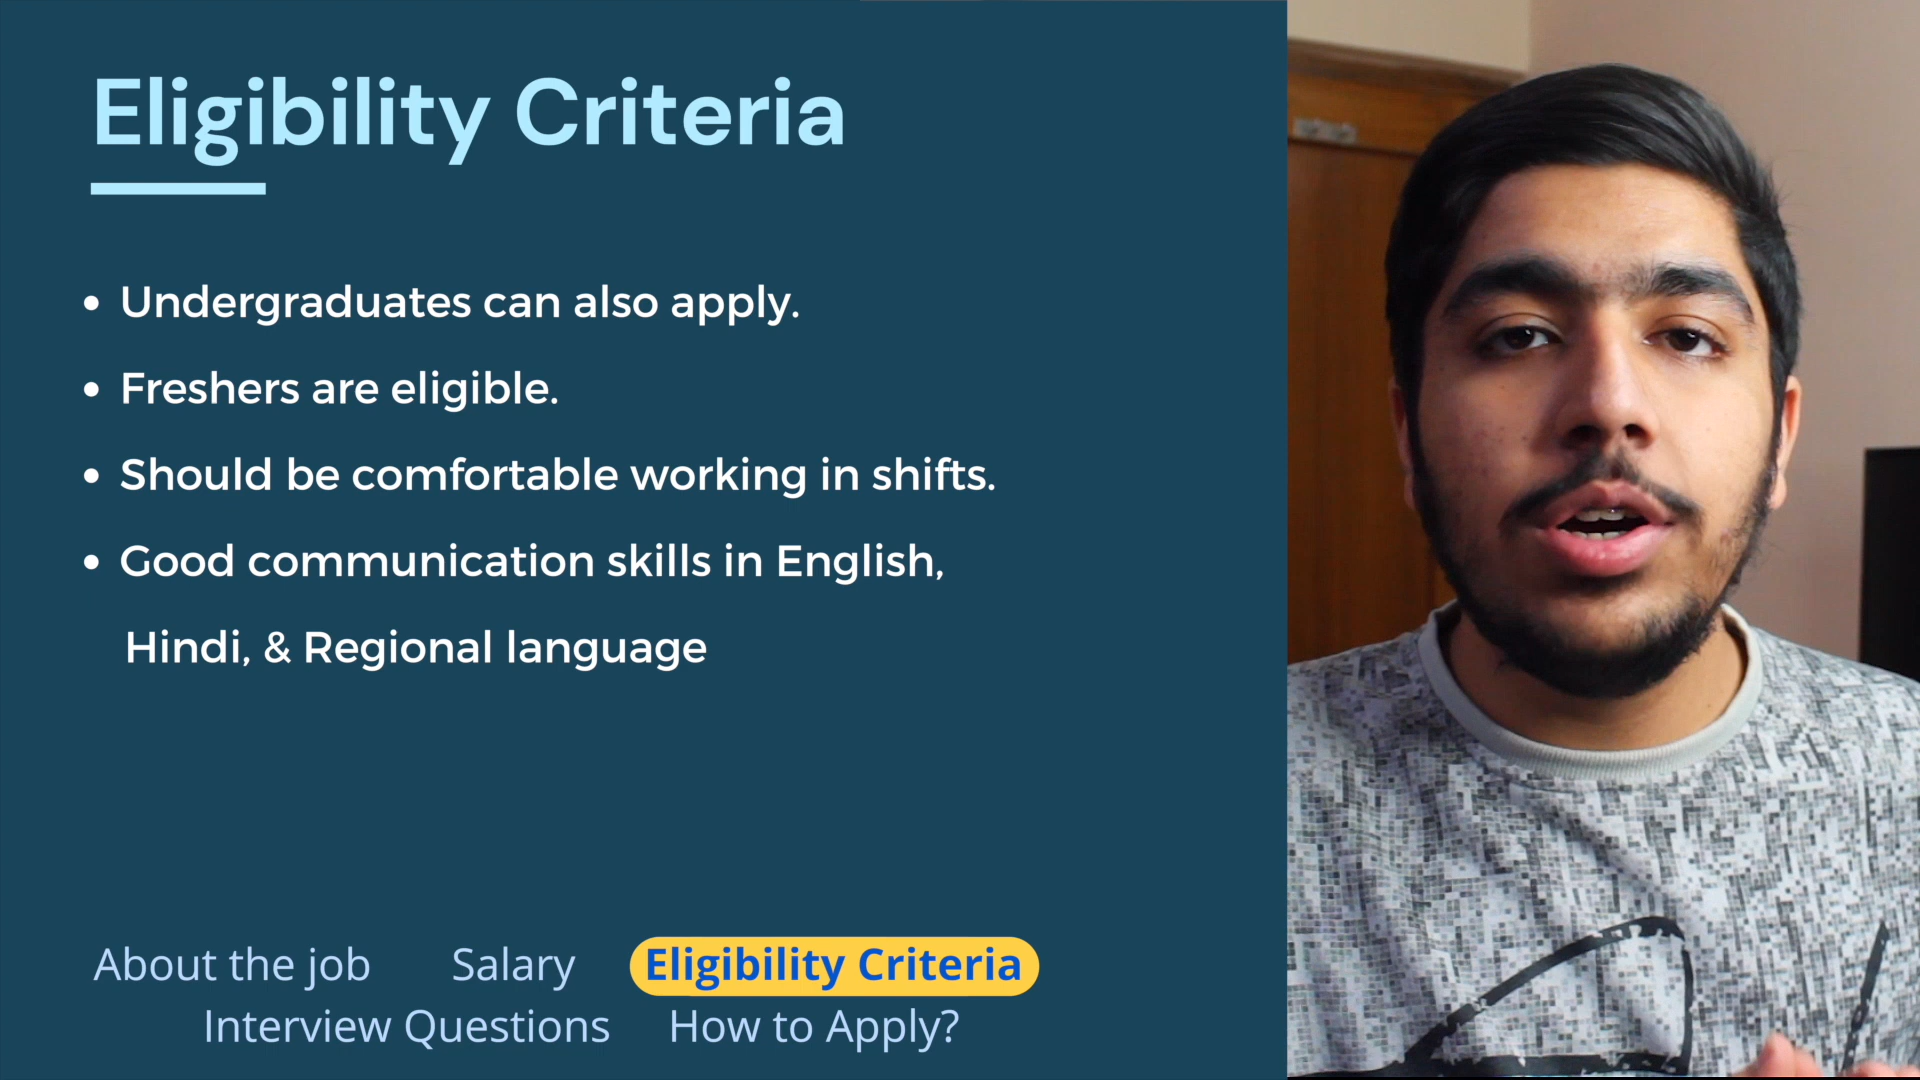 Eligibility Criteria
Undergraduates can also apply.
Freshers are eligible.
Should be comfortable working in shifts.
Good communication skills in English,
Hindi, & Regional language
About the job Salary Eligibility Criteria
Interview Questions How to Apply?